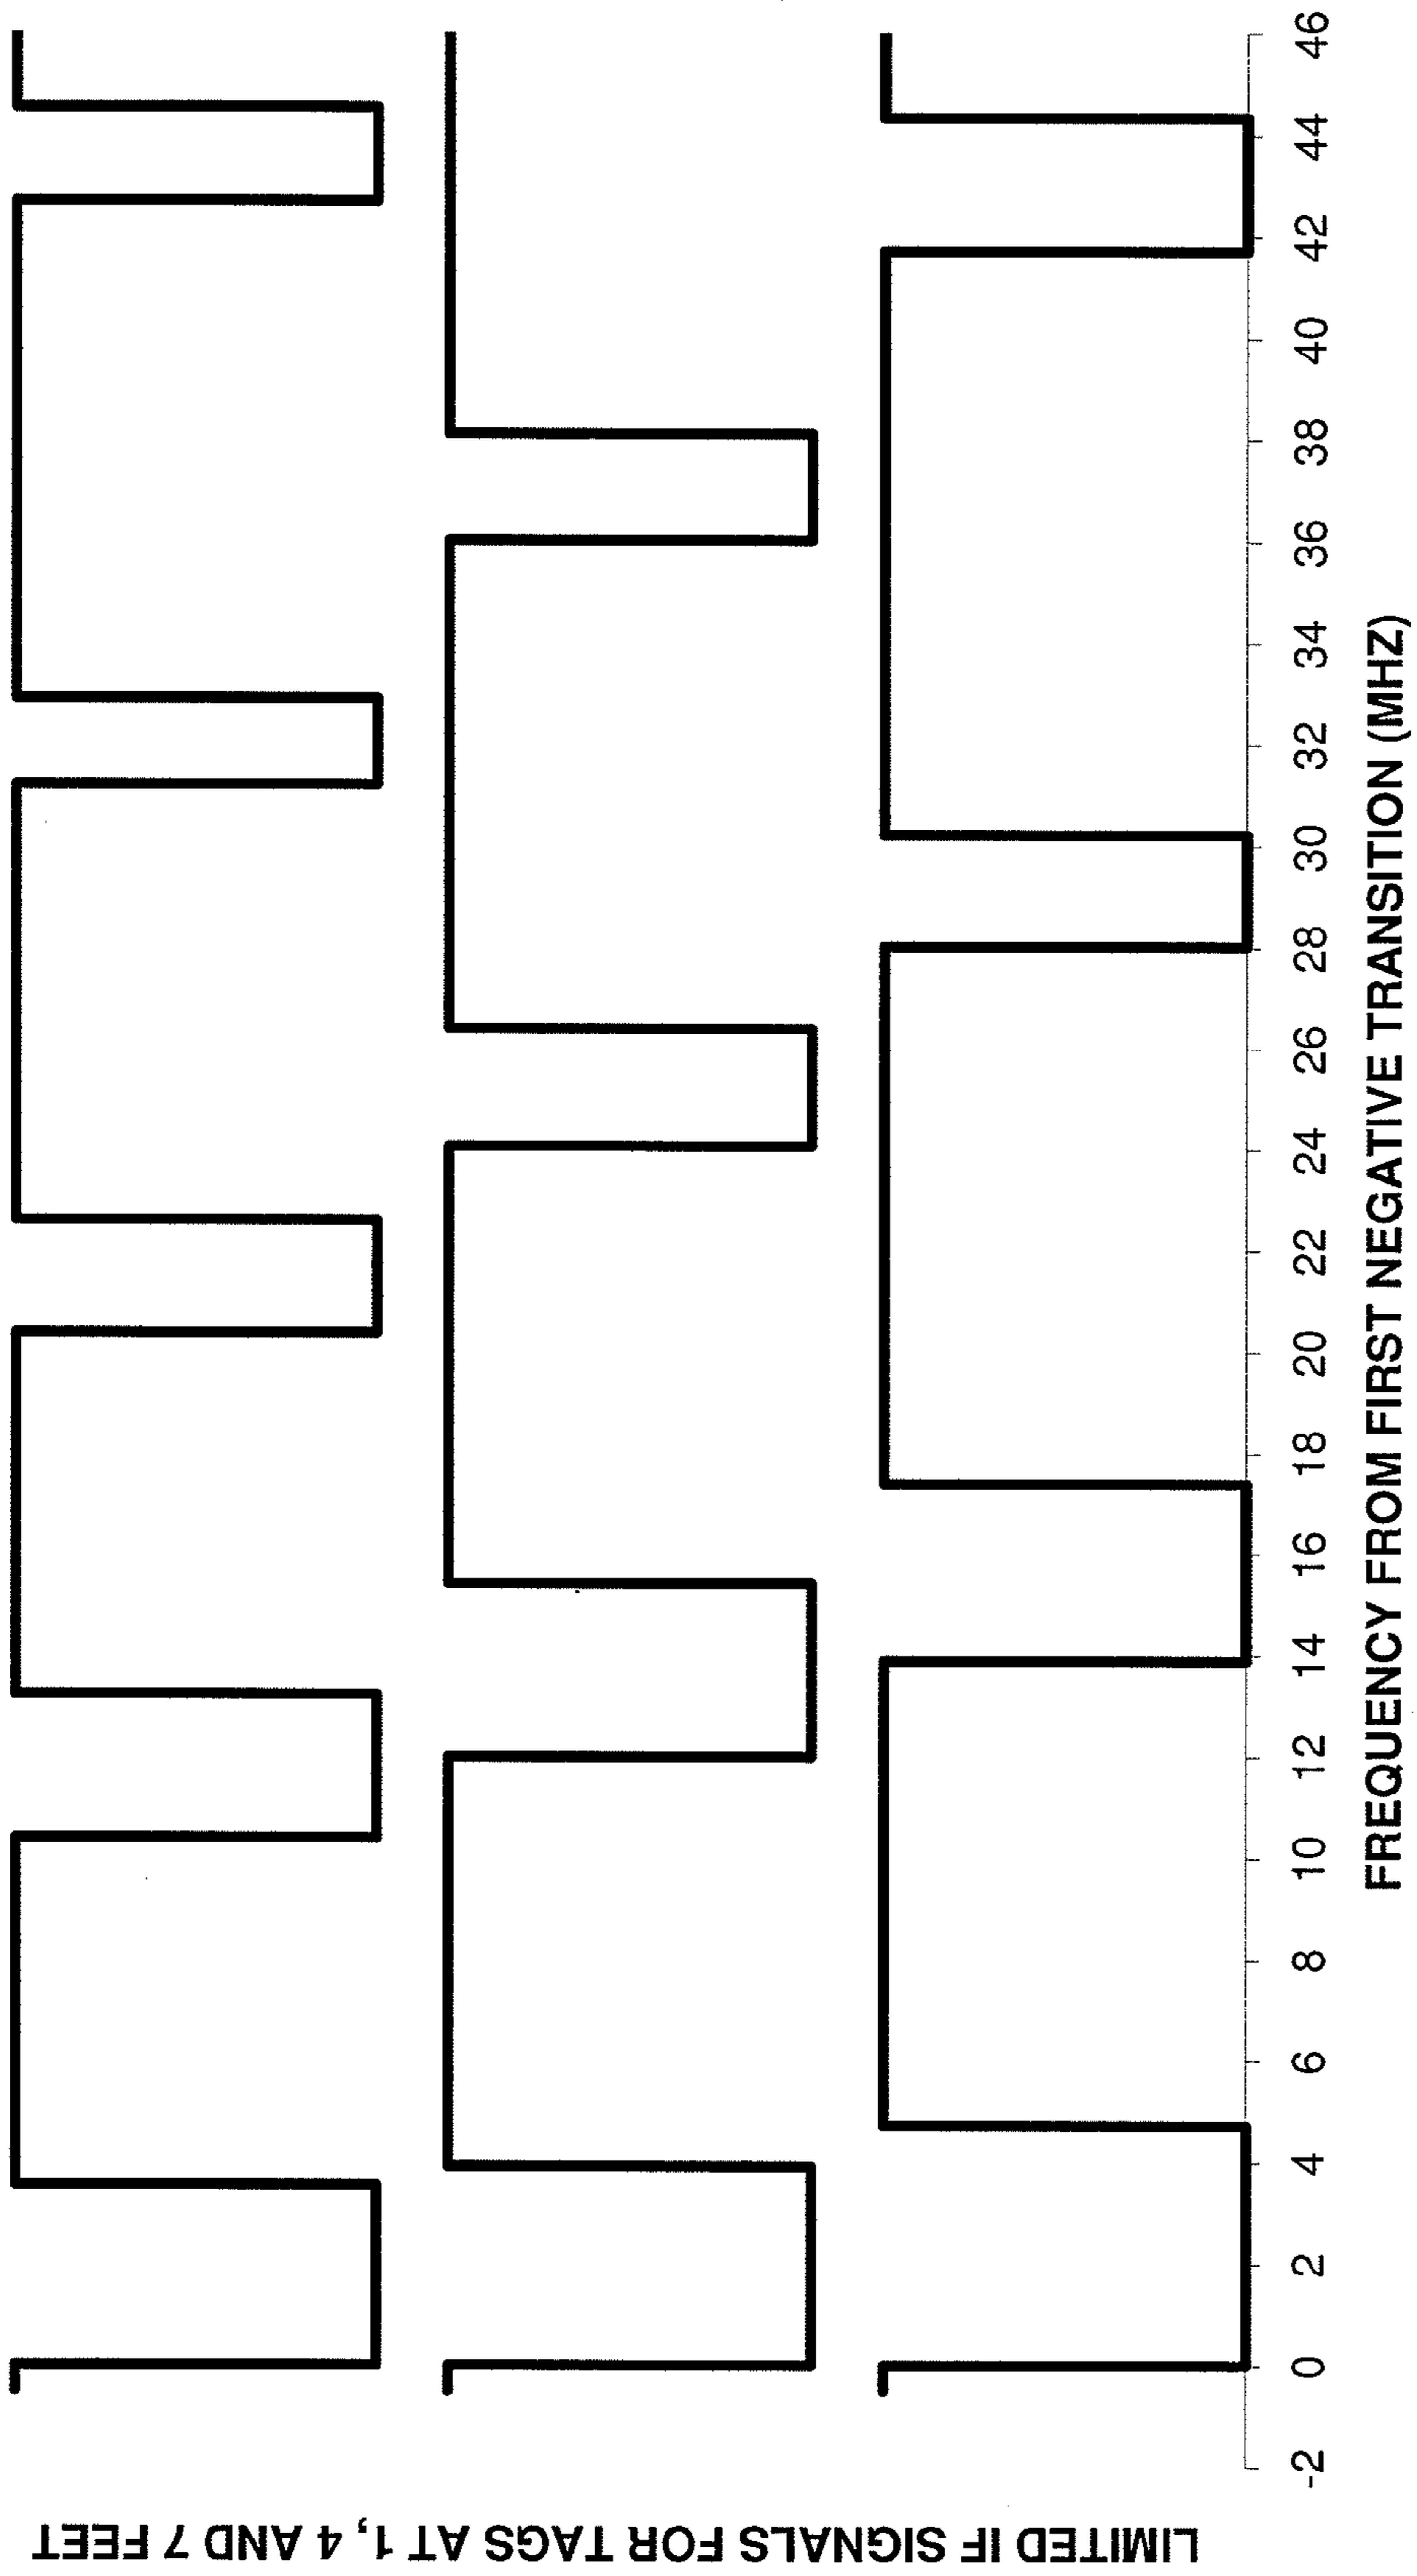 LIMITED IF SIGNALS FOR TAGS AT 1, 4 AND 7 FEET
-2 0 2 4 6 8 10 12 14 16 18 20 22 24 26 28 30 32 34 36 38 40 42 44 46
FREQUENCY FROM FIRST NEGATIVE TRANSITION (MHZ)